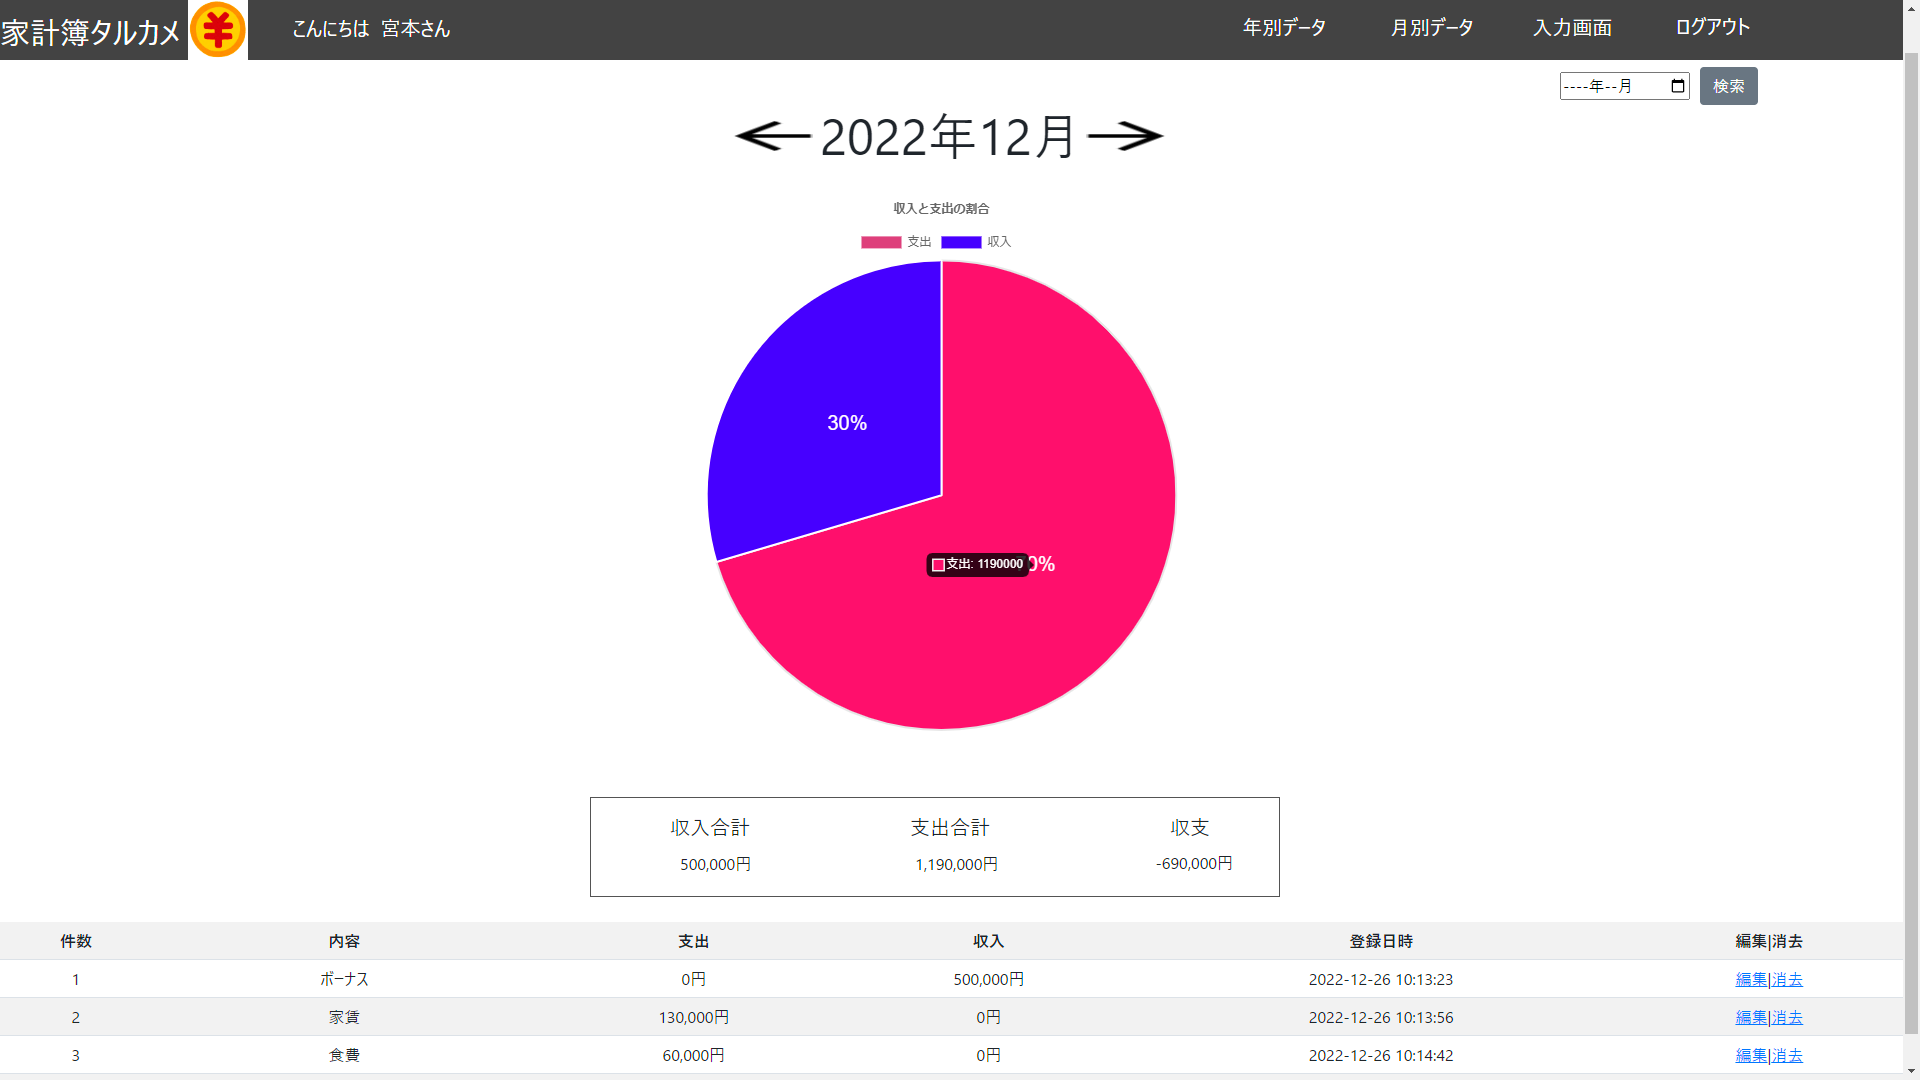 家計簿タルカメ ¥ こんにちは 宮本さん 年別データ 月別データ 入力画面 ログアウト
----年--月 検索
2022年12月
収入と支出の割合
支出 収入
30%
支出: 1190000 0%
収入合計 支出合計 収支
500,000円 1,190,000円 -690,000円
件数 内容 支出 収入 登録日時 編集|消去
1 ボーナス 0円 500,000円 2022-12-26 10:13:23 編集|消去
2 家賃 130,000円 0円 2022-12-26 10:13:56 編集|消去
3 食費 60,000円 0円 2022-12-26 10:14:42 編集|消去